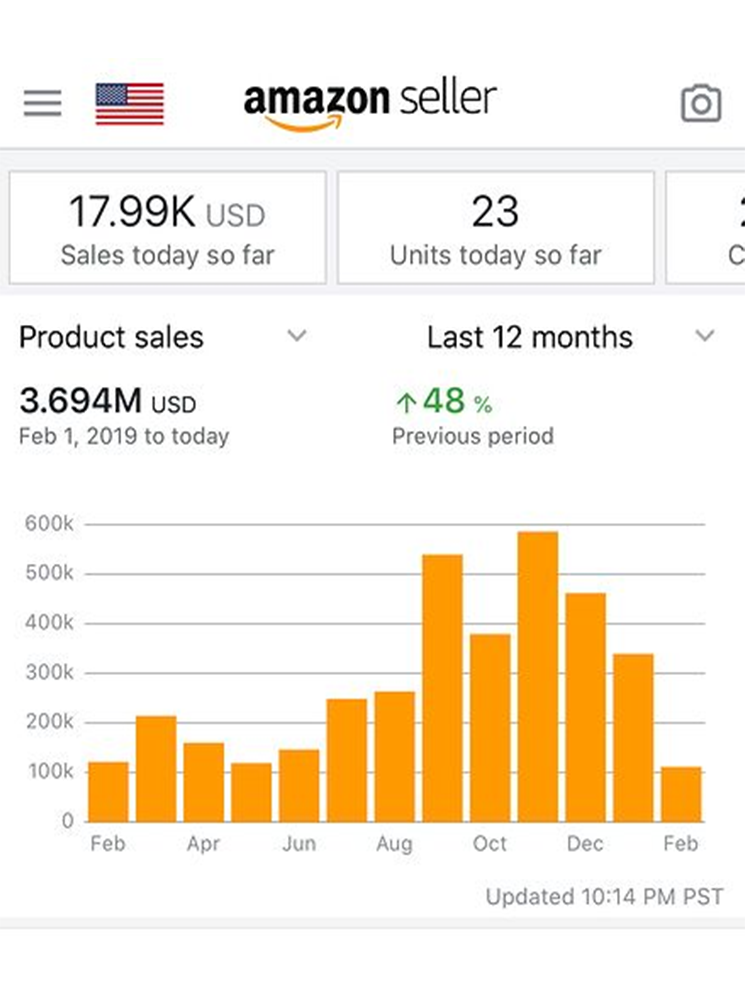 amazon seller
17.99K USD
Sales today so far
23
Units today so far
C
Product sales
Last 12 months
3.694M USD
Feb 1, 2019 to today
↑48 %
Previous period
600k
500k
400k
300k
200k
100k
0
Feb Apr Jun Aug Oct Dec Feb
Updated 10:14 PM PST